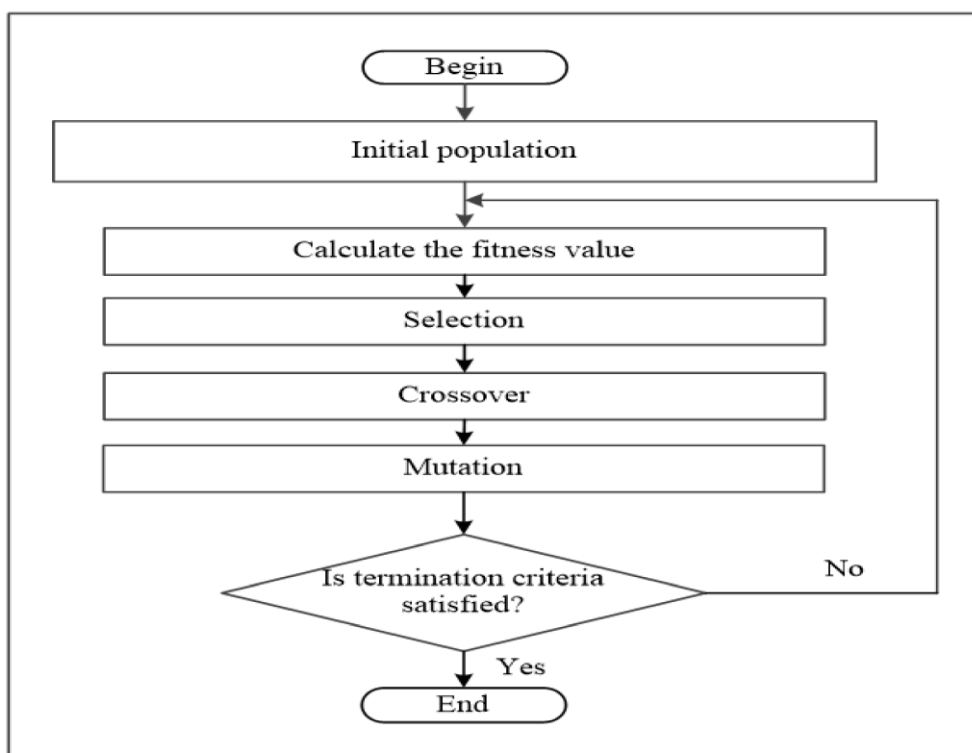 Begin
Initial population
Calculate the fitness value
Selection
Crossover
Mutation
Is termination criteria
satisfied?
No
Yes
End